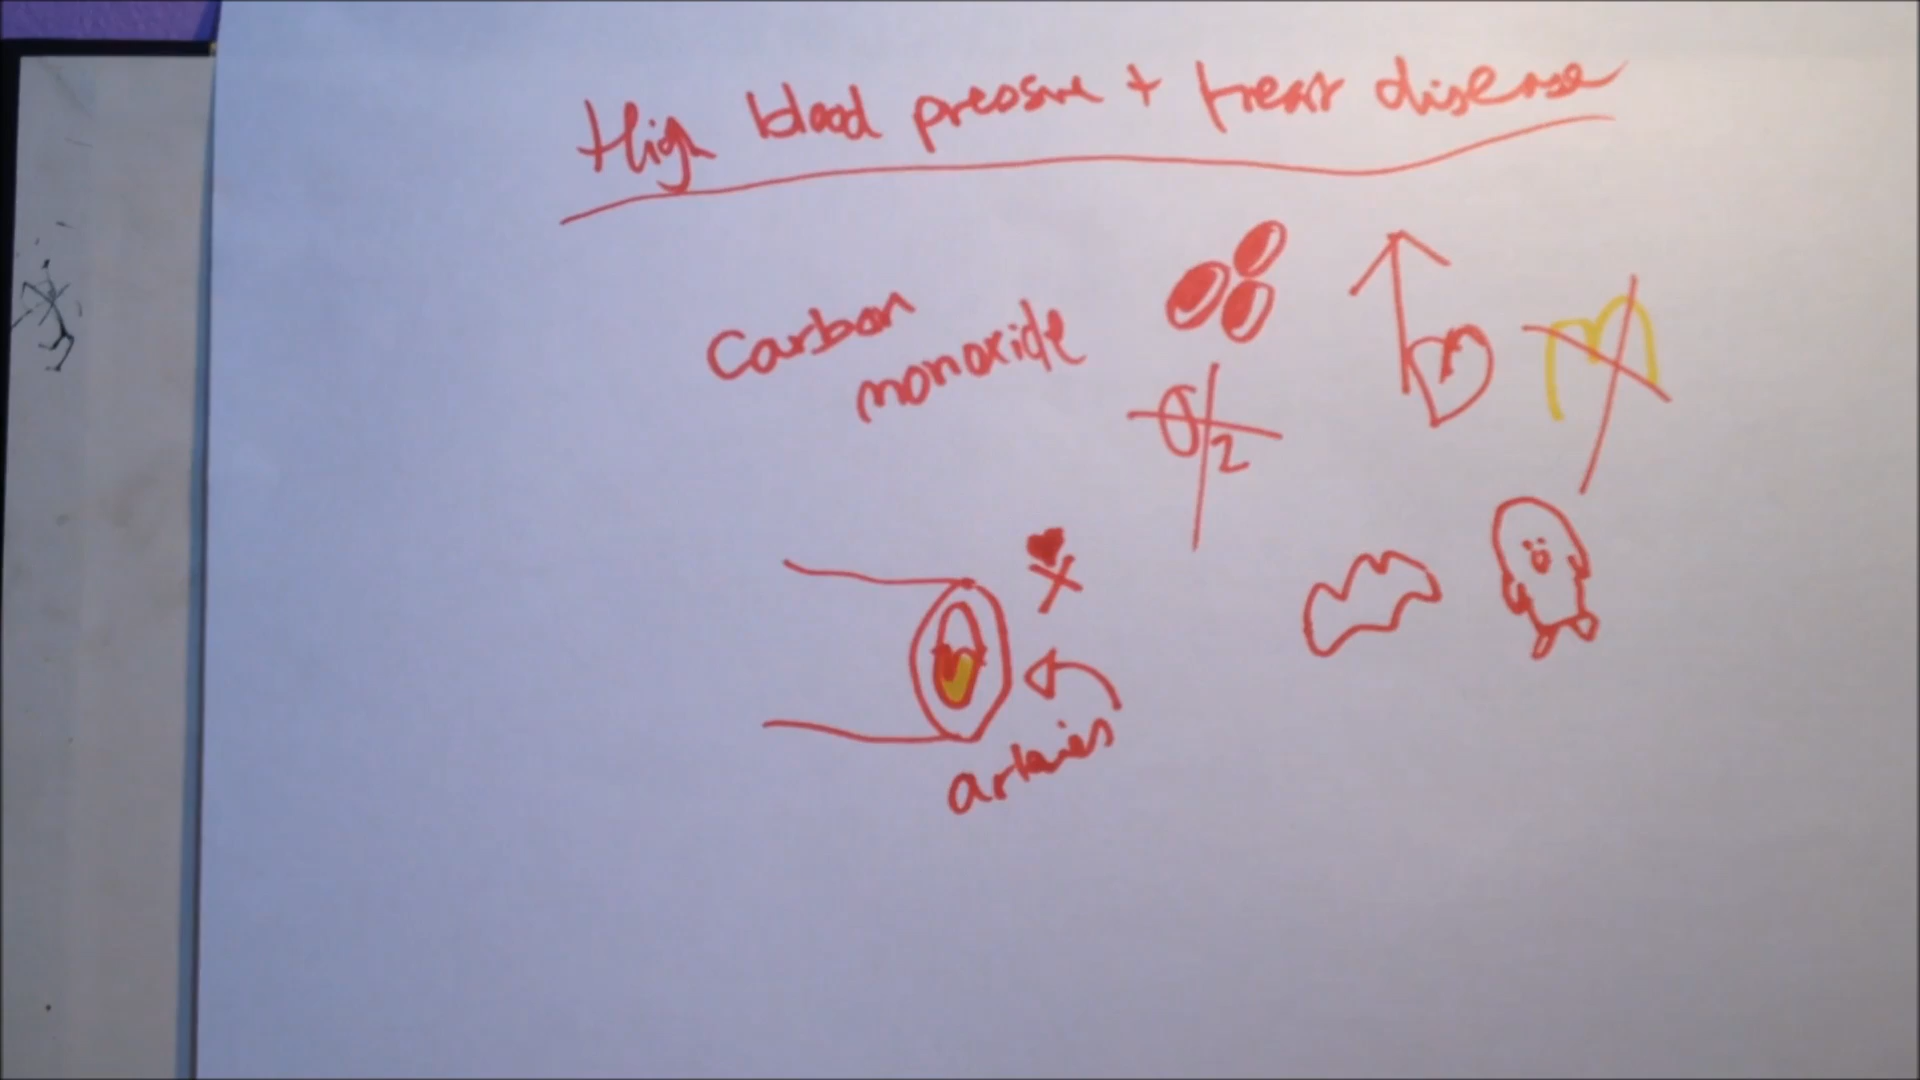 High blood pressure + heart disease
Carbon
monoxide
O2
arteries